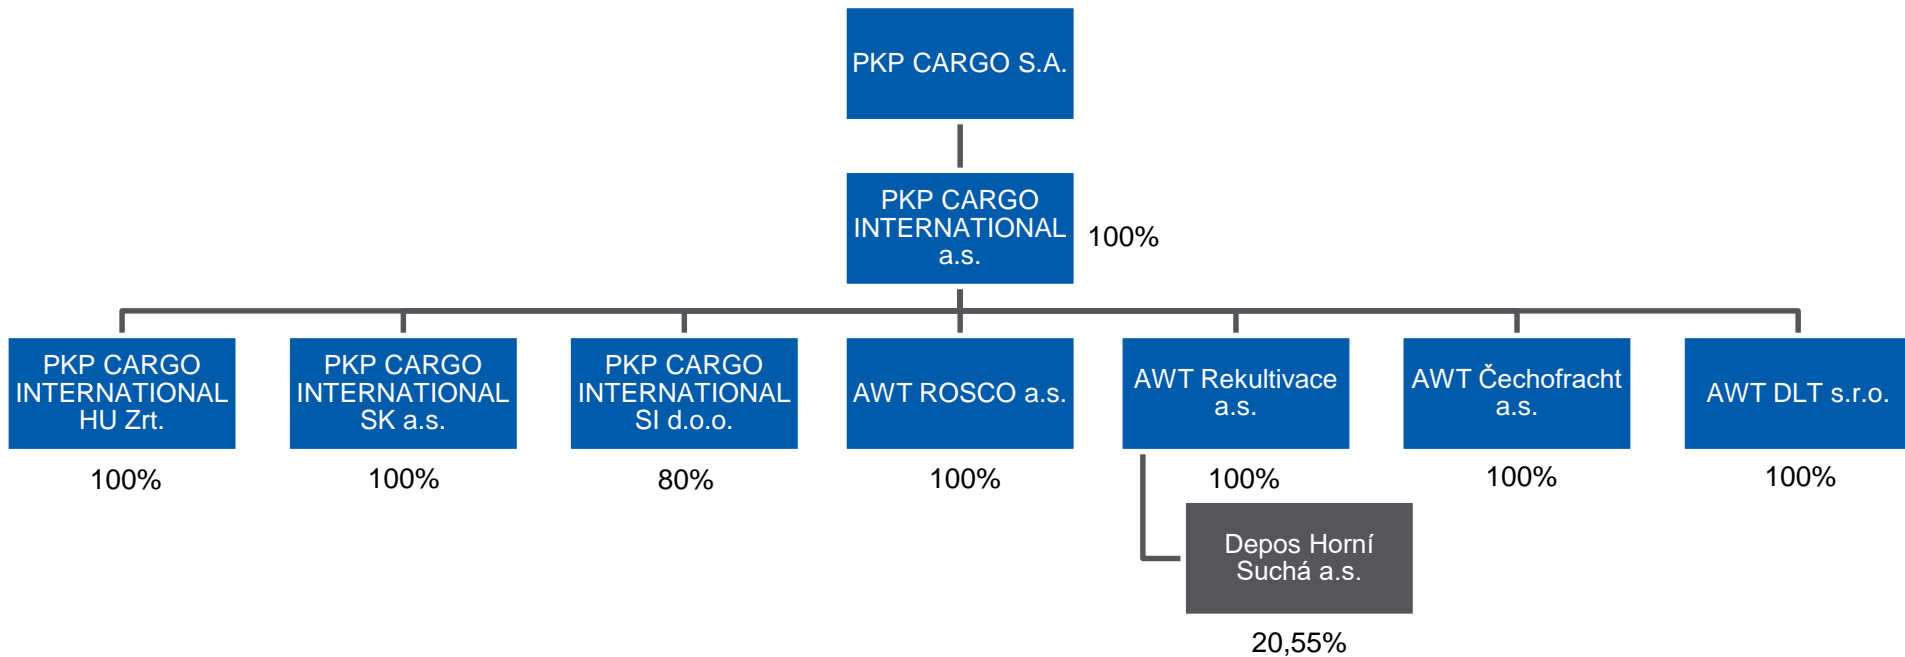 PKP CARGO S.A.
PKP CARGO
INTERNATIONAL
a.s.
100%
PKP CARGO
INTERNATIONAL
HU Zrt.
100%
PKP CARGO
INTERNATIONAL
SK a.s.
100%
PKP CARGO
INTERNATIONAL
SI d.o.o.
80%
AWT ROSCO a.s.
100%
AWT Rekultivace
a.s.
100%
AWT Čechofracht
a.s.
100%
AWT DLT s.r.o.
100%
Depos Horní
Suchá a.s.
20,55%